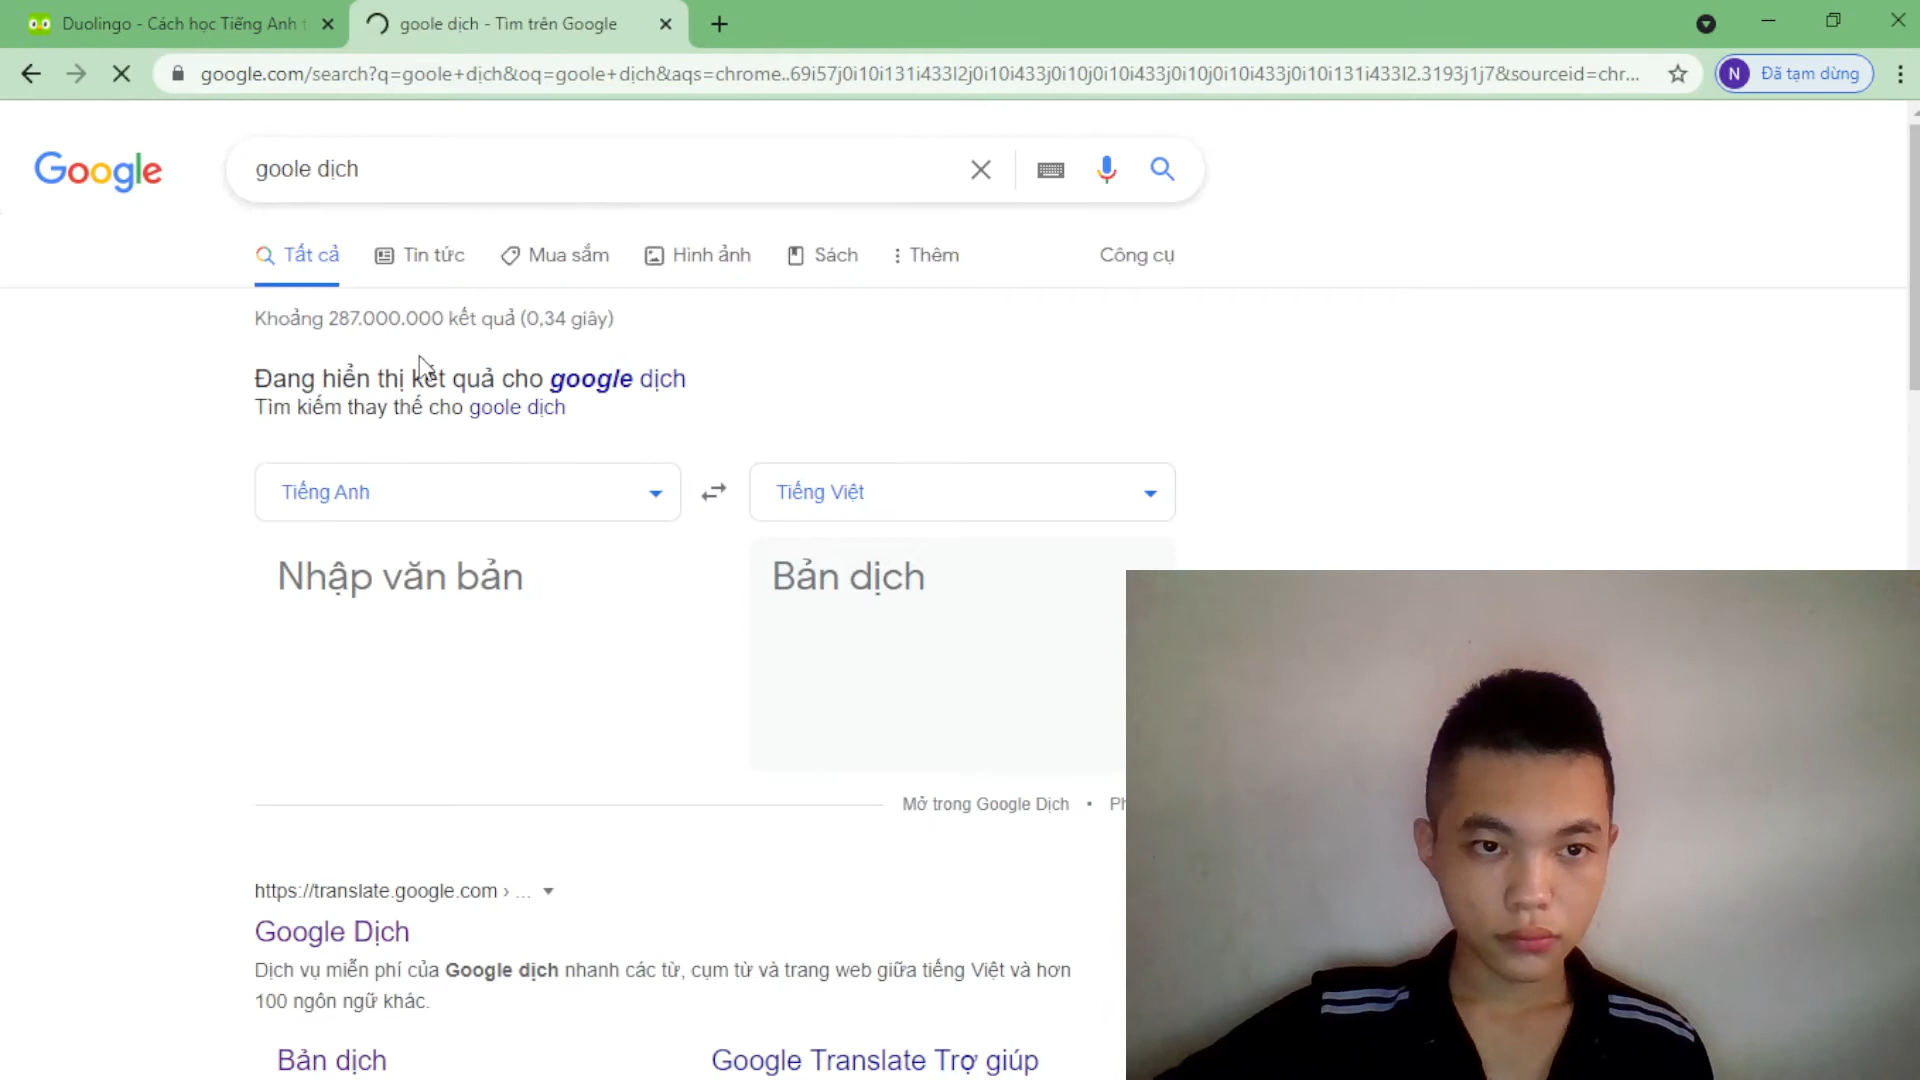 Duolingo - Cách học Tiếng Anh t
goole dịch - Tìm trên Google
google.com/search?q=goole+dịch&oq=goole+dịch&aqs=chrome..69i57j0i10i131i433l2j0i10i433j0i10j0i10i433j0i10j0i10i433j0i10i131i433l2.3193j1j7&sourceid=chr...
N Đã tạm dừng
Google
goole dịch
Tất cả
Tin tức
Mua sắm
Hình ảnh
Sách
Thêm
Công cụ
Khoảng 287.000.000 kết quả (0,34 giây)
Đang hiển thị kết quả cho google dịch
Tìm kiếm thay thế cho goole dịch
Tiếng Anh
Tiếng Việt
Nhập văn bản
Bản dịch
Mở trong Google Dịch • Ph
https://translate.google.com › ...
Google Dịch
Dịch vụ miễn phí của Google dịch nhanh các từ, cụm từ và trang web giữa tiếng Việt và hơn
100 ngôn ngữ khác.
Bản dịch
Google Translate Trợ giúp